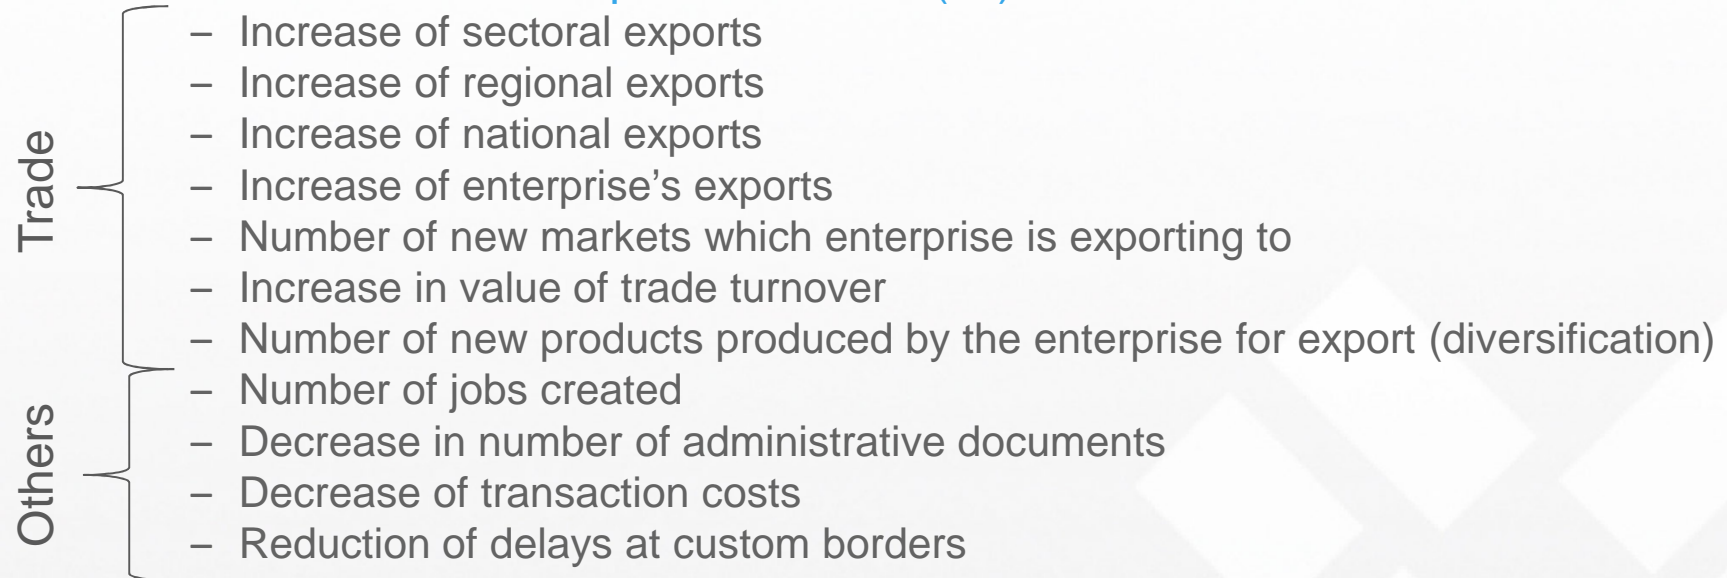 Trade
– Increase of sectoral exports
– Increase of regional exports
– Increase of national exports
– Increase of enterprise’s exports
– Number of new markets which enterprise is exporting to
– Increase in value of trade turnover
– Number of new products produced by the enterprise for export (diversification)
Others
– Number of jobs created
– Decrease in number of administrative documents
– Decrease of transaction costs
– Reduction of delays at custom borders